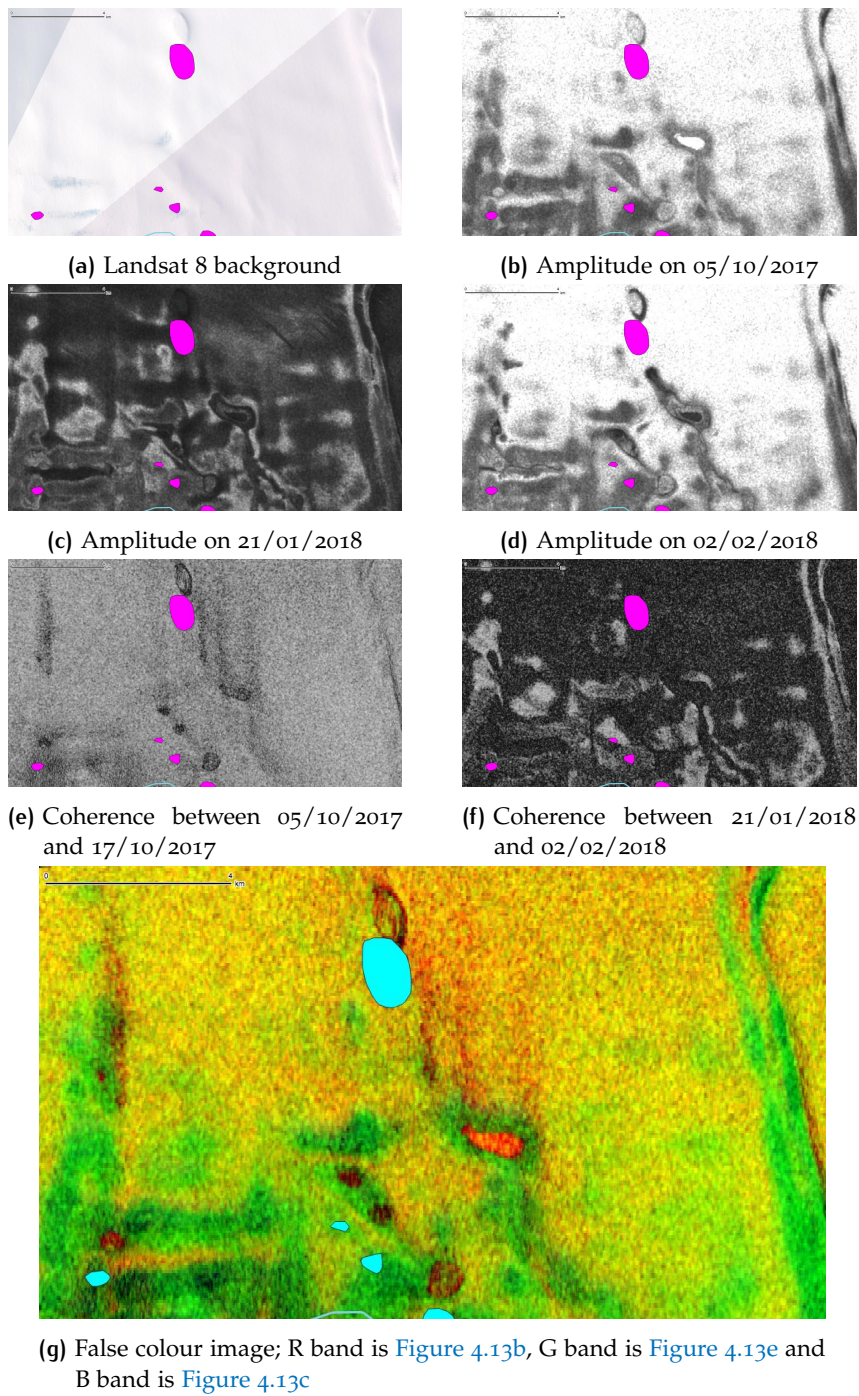 (a) Landsat 8 background
(b) Amplitude on 05/10/2017
(c) Amplitude on 21/01/2018
(d) Amplitude on 02/02/2018
(e) Coherence between 05/10/2017
and 17/10/2017
(f) Coherence between 21/01/2018
and 02/02/2018
0 4
km
(g) False colour image; R band is Figure 4.13b, G band is Figure 4.13e and
B band is Figure 4.13c